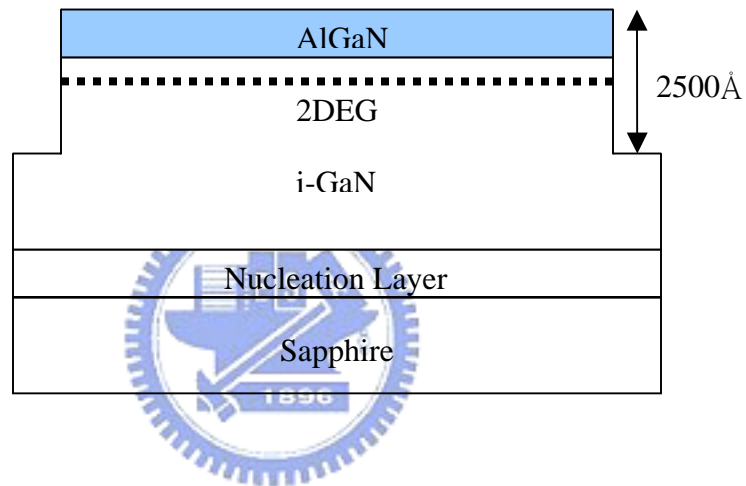 AlGaN
2500Å
2DEG
i-GaN
Nucleation Layer
Sapphire
1896